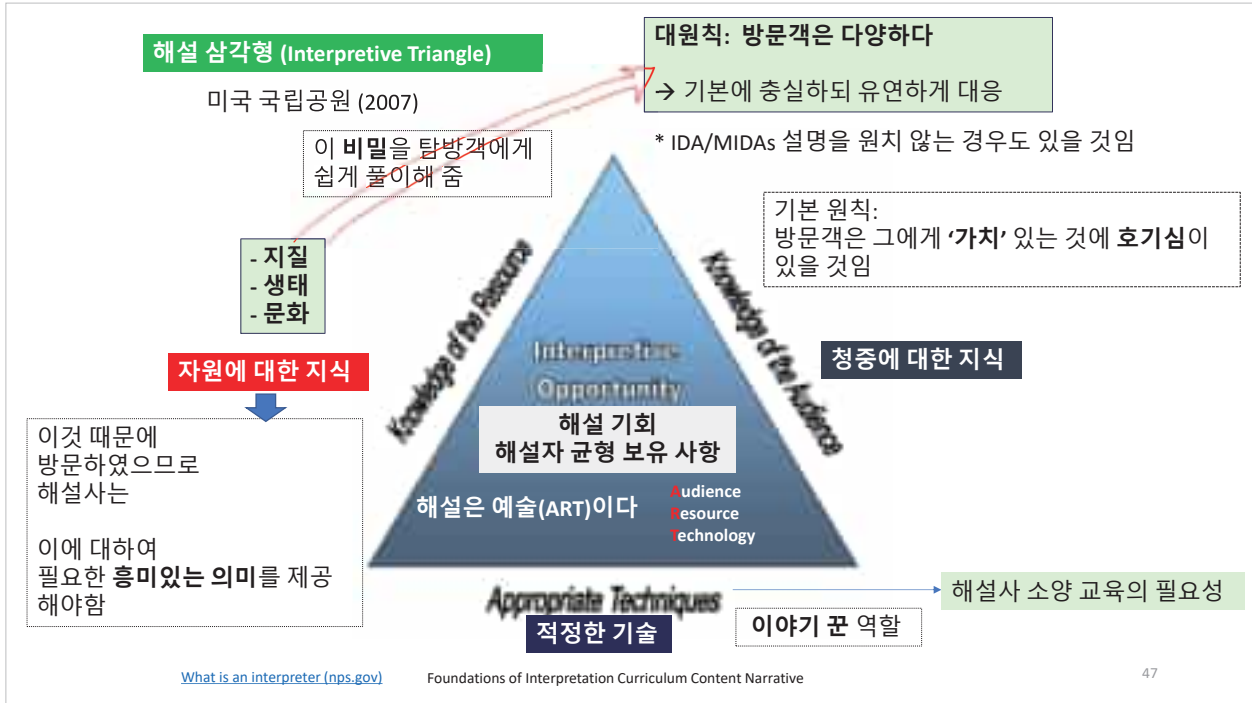 해설 삼각형 (Interpretive Triangle)
미국 국립공원 (2007)
대원칙: 방문객은 다양하다
→ 기본에 충실하되 유연하게 대응
* IDA/MIDAs 설명을 원치 않는 경우도 있을 것임
이 비밀을 탐방객에게
쉽게 풀이해 줌
기본 원칙:
방문객은 그에게 ‘가치’ 있는 것에 호기심이
있을 것임
- 지질
- 생태
- 문화
Knowledge of the Resource
Knowledge of the Audience
자원에 대한 지식
청중에 대한 지식
Interpretive
Opportunity
해설 기회
해설자 균형 보유 사항
해설은 예술(ART)이다
Audience
Resource
Technology
이것 때문에
방문하였으므로
해설사는
이에 대하여
필요한 흥미있는 의미를 제공
해야함
Appropriate Techniques
적정한 기술
이야기 꾼 역할
해설사 소양 교육의 필요성
What is an interpreter (nps.gov)
Foundations of Interpretation Curriculum Content Narrative
47